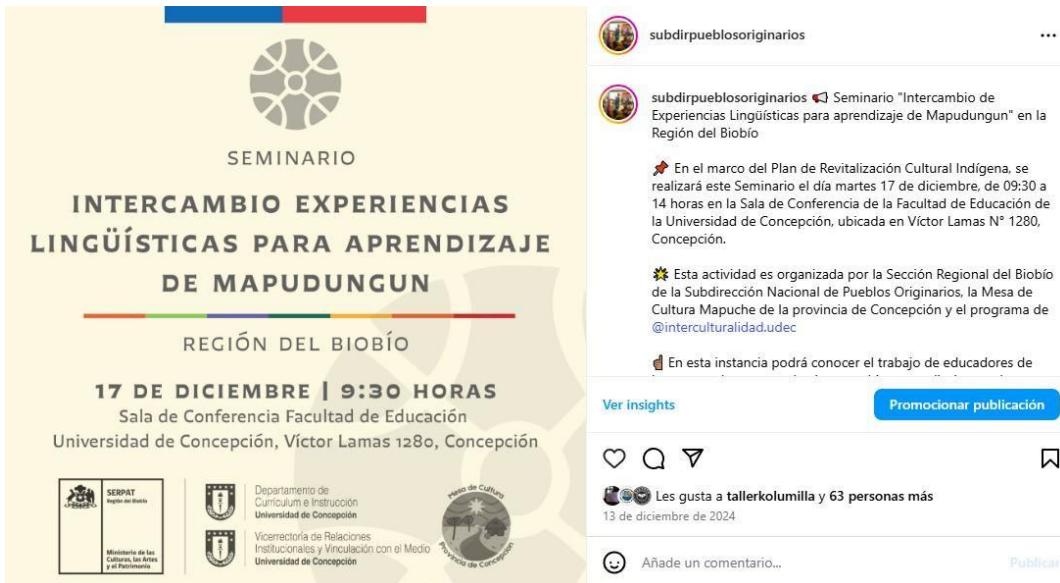 SEMINARIO
INTERCAMBIO EXPERIENCIAS
LINGÜÍSTICAS PARA APRENDIZAJE
DE MAPUDUNGUN
REGIÓN DEL BIOBÍO
17 DE DICIEMBRE | 9:30 HORAS
Sala de Conferencia Facultad de Educación
Universidad de Concepción, Víctor Lamas 1280, Concepción
SERPAT
Región del Biobío
Ministerio de las
Culturas, las Artes
y el Patrimonio
Departamento de
Curriculum e Instrucción
Universidad de Concepción
Vicerrectoría de Relaciones
Institucionales y Vinculación con el Medio
Universidad de Concepción
Mesa de Cultura
Provincia de Concepción
subdirpueblosoriginarios
subdirpueblosoriginarios 📢 Seminario "Intercambio de
Experiencias Lingüísticas para aprendizaje de Mapudungun" en la
Región del Biobío
📌 En el marco del Plan de Revitalización Cultural Indígena, se
realizará este Seminario el día martes 17 de diciembre, de 09:30 a
14 horas en la Sala de Conferencia de la Facultad de Educación de
la Universidad de Concepción, ubicada en Víctor Lamas N° 1280,
Concepción.
🌟 Esta actividad es organizada por la Sección Regional del Biobío
de la Subdirección Nacional de Pueblos Originarios, la Mesa de
Cultura Mapuche de la provincia de Concepción y el programa de
@interculturalidad.udec
☝🏽 En esta instancia podrá conocer el trabajo de educadores de
Ver insights
Promocionar publicación
Les gusta a tallerkolumilla y 63 personas más
13 de diciembre de 2024
Añade un comentario...
Publicar